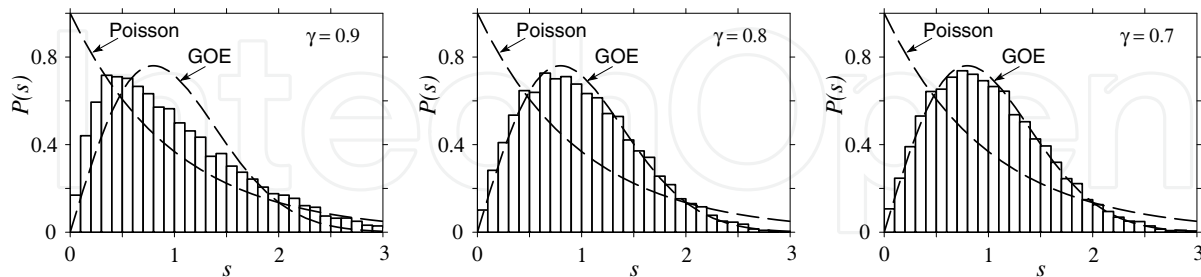 Poisson
γ = 0.9
GOE
P(s)
0.8
0.4
0
0 1 2 3
s
Poisson
γ = 0.8
GOE
P(s)
0.8
0.4
0
0 1 2 3
s
Poisson
γ = 0.7
GOE
P(s)
0.8
0.4
0
0 1 2 3
s
IntechOpen